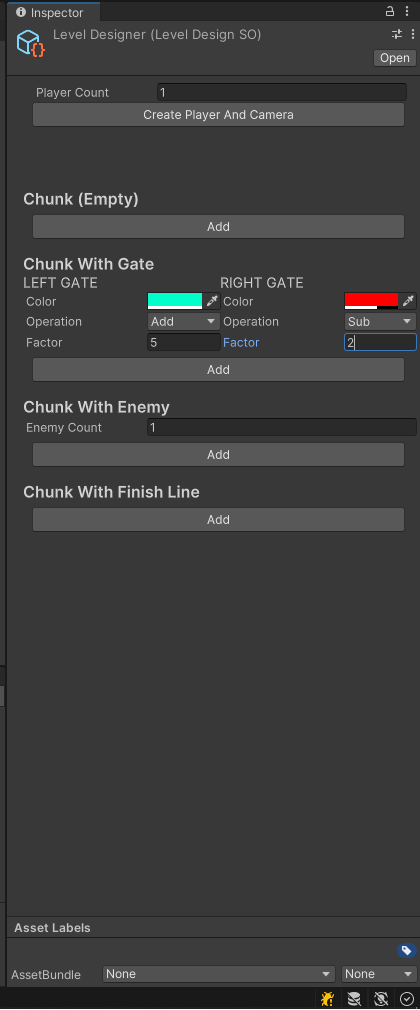 Inspector
Level Designer (Level Design SO)
Open
Player Count 1
Create Player And Camera
Chunk (Empty)
Add
Chunk With Gate
LEFT GATE RIGHT GATE
Color Color
Operation Add Operation Sub
Factor 5 Factor 2
Add
Chunk With Enemy
Enemy Count 1
Add
Chunk With Finish Line
Add
Asset Labels
AssetBundle None None